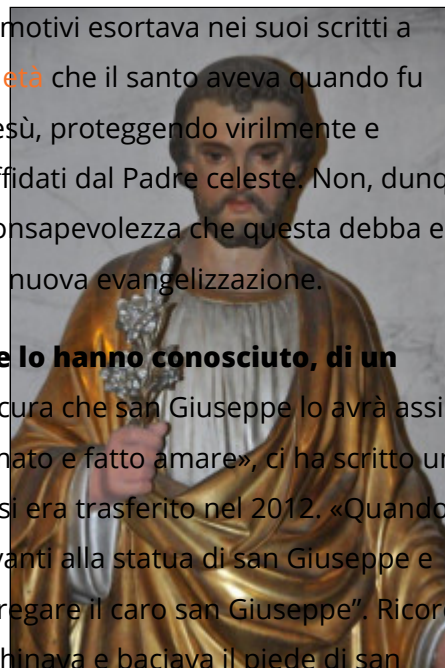 motivi esortava nei suoi scritti a
età che il santo aveva quando fu
esù, proteggendo virilmente e
ffidati dal Padre celeste. Non, dunq
onsapevolezza che questa debba e
nuova evangelizzazione.
e lo hanno conosciuto, di un
cura che san Giuseppe lo avrà assi
nato e fatto amare», ci ha scritto un
si era trasferito nel 2012. «Quando
vanti alla statua di san Giuseppe e
regare il caro san Giuseppe”. Ricor
hinava e baciava il piede di san